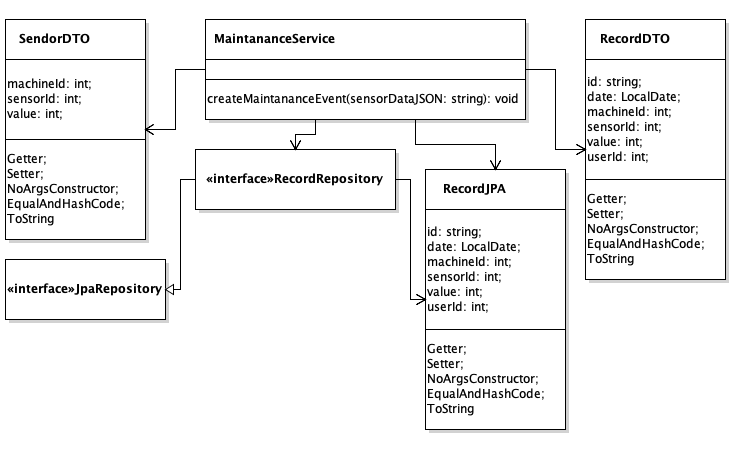 SendorDTO
machineId: int;
sensorId: int;
value: int;
Getter;
Setter;
NoArgsConstructor;
EqualAndHashCode;
ToString
MaintananceService
createMaintananceEvent(sensorDataJSON: string): void
RecordDTO
id: string;
date: LocalDate;
machineId: int;
sensorId: int;
value: int;
userId: int;
Getter;
Setter;
NoArgsConstructor;
EqualAndHashCode;
ToString
«interface»RecordRepository
RecordJPA
id: string;
date: LocalDate;
machineId: int;
sensorId: int;
value: int;
userId: int;
Getter;
Setter;
NoArgsConstructor;
EqualAndHashCode;
ToString
«interface»JpaRepository